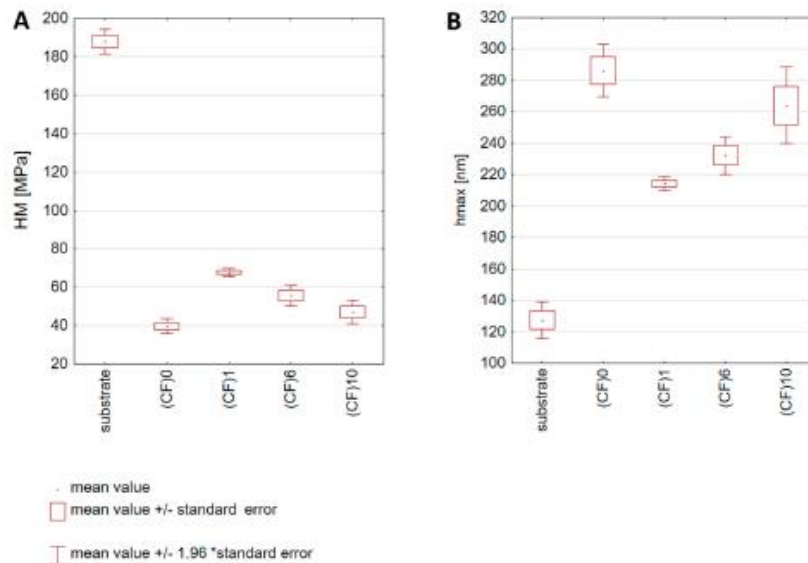 A
HM [MPa]
200
180
160
140
120
100
80
60
40
20
substrate
(CF)0
(CF)1
(CF)6
(CF)10
B
hmax [nm]
320
300
280
260
240
220
200
180
160
140
120
100
substrate
(CF)0
(CF)1
(CF)6
(CF)10
mean value
mean value +/- standard error
mean value +/- 1.96 *standard error